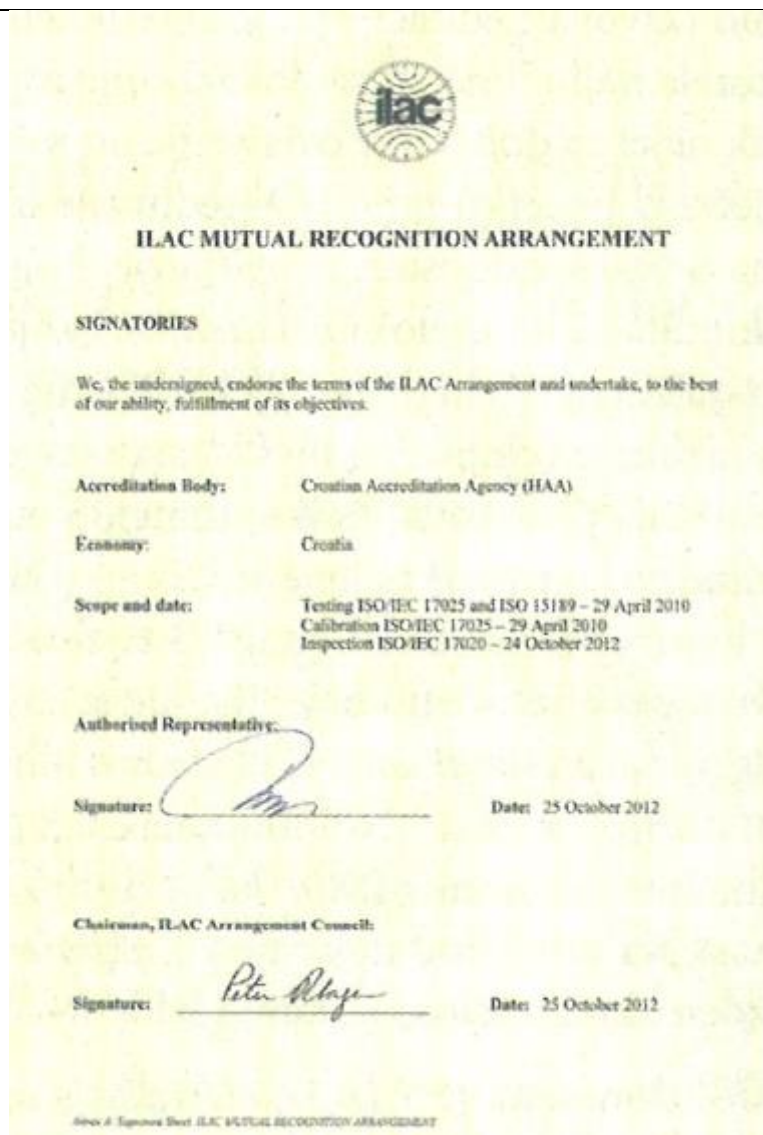 ilac
ILAC MUTUAL RECOGNITION ARRANGEMENT
SIGNATORIES
We, the undersigned, endorse the terms of the ILAC Arrangement and undertake, to the best
of our ability, fulfillment of its objectives.
Accreditation Body: Croatian Accreditation Agency (HAA)
Economy: Croatia
Scope and date: Testing ISO/IEC 17025 and ISO 15189 – 29 April 2010
Calibration ISO/IEC 17025 – 29 April 2010
Inspection ISO/IEC 17020 – 24 October 2012
Authorised Representative:
Signature: Date: 25 October 2012
Chairman, ILAC Arrangement Council:
Signature: Peter Date: 25 October 2012
Signature Sheet ILAC MUTUAL RECOGNITION ARRANGEMENT